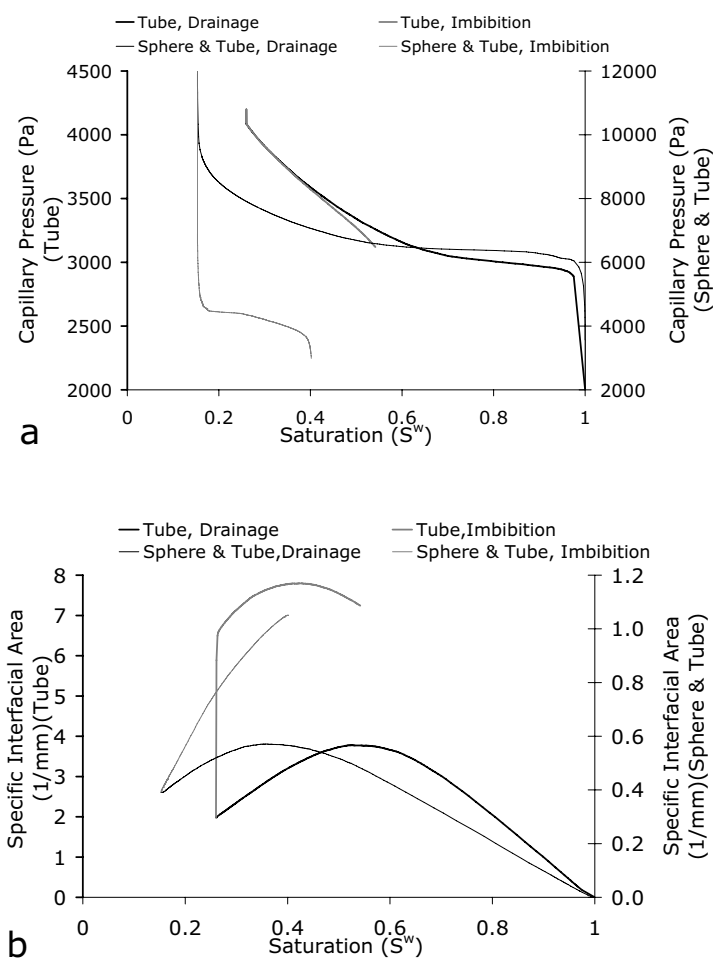 Tube, Drainage
Tube, Imbibition
Sphere & Tube, Drainage
Sphere & Tube, Imbibition
4500
4000
3500
3000
2500
2000
Capillary Pressure (Pa)
(Tube)
12000
10000
8000
6000
4000
2000
Capillary Pressure (Pa)
(Sphere & Tube)
0
0.2
0.4
0.6
0.8
1
Saturation (Sʷ)
a
Tube, Drainage
Tube,Imbibition
Sphere & Tube,Drainage
Sphere & Tube, Imbibition
8
7
6
5
4
3
2
1
0
Specific Interfacial Area
(1/mm)(Tube)
1.2
1.0
0.8
0.6
0.4
0.2
0.0
Specific Interfacial Area
(1/mm)(Sphere & Tube)
0
0.2
0.4
0.6
0.8
1
Saturation (Sʷ)
b